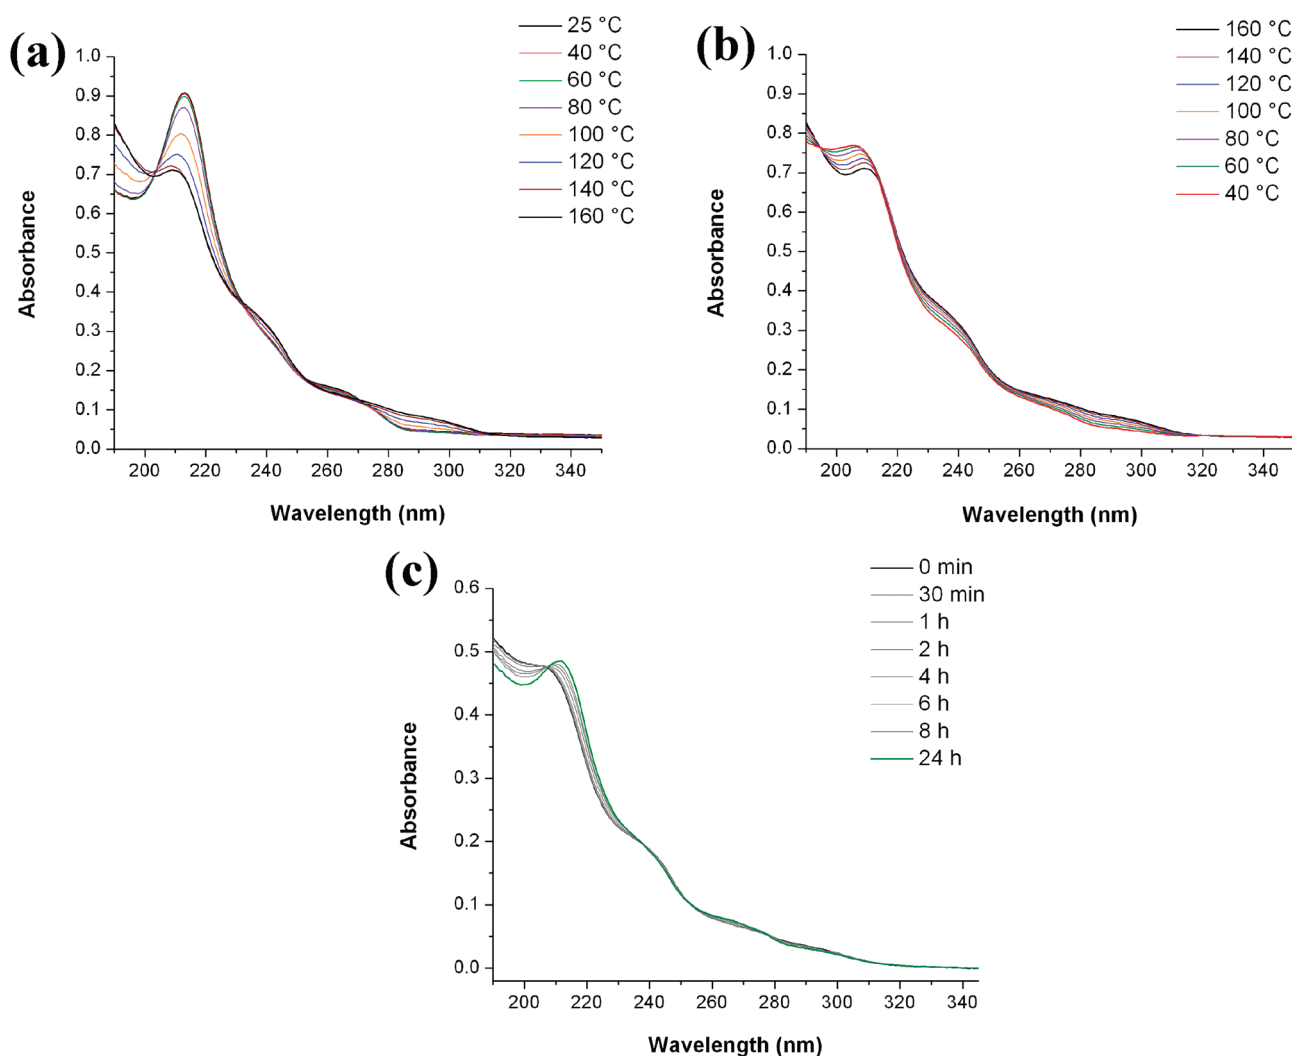 (a)
25 °C
40 °C
60 °C
80 °C
100 °C
120 °C
140 °C
160 °C
1.0
0.9
0.8
0.7
0.6
0.5
0.4
0.3
0.2
0.1
0.0
Absorbance
200 220 240 260 280 300 320 340
Wavelength (nm)
(b)
160 °C
140 °C
120 °C
100 °C
80 °C
60 °C
40 °C
1.0
0.9
0.8
0.7
0.6
0.5
0.4
0.3
0.2
0.1
0.0
Absorbance
200 220 240 260 280 300 320 340
Wavelength (nm)
(c)
0 min
30 min
1 h
2 h
4 h
6 h
8 h
24 h
0.6
0.5
0.4
0.3
0.2
0.1
0.0
Absorbance
200 220 240 260 280 300 320 340
Wavelength (nm)